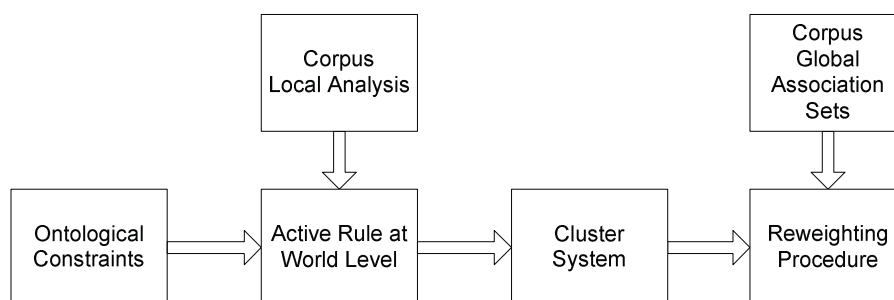 Corpus
Local Analysis
Corpus
Global
Association
Sets
Ontological
Constraints
Active Rule at
World Level
Cluster
System
Reweighting
Procedure